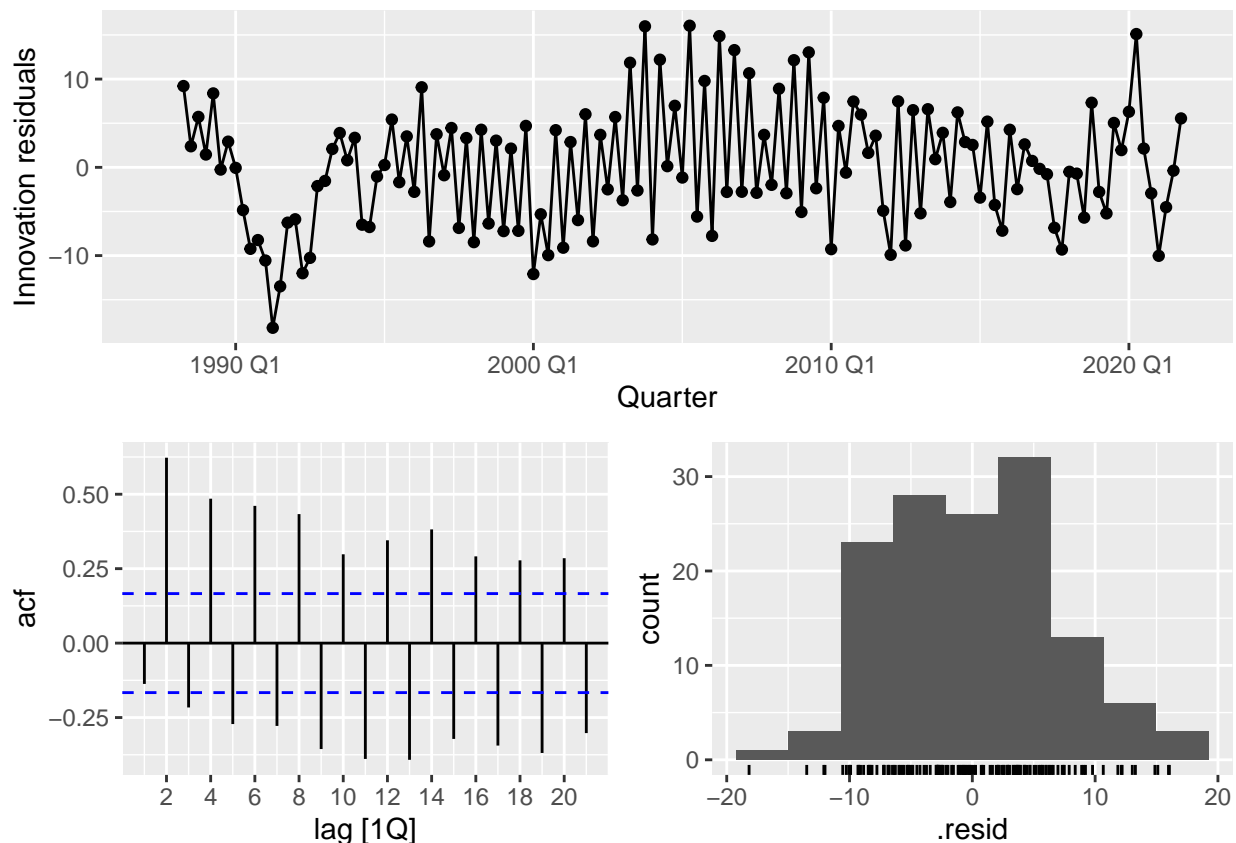 Innovation residuals
10
0
−10
1990 Q1 2000 Q1 2010 Q1 2020 Q1
Quarter
acf
0.50
0.25
0.00
−0.25
2 4 6 8 10 12 14 16 18 20
lag [1Q]
count
30
20
10
0
−20 −10 0 10 20
.resid